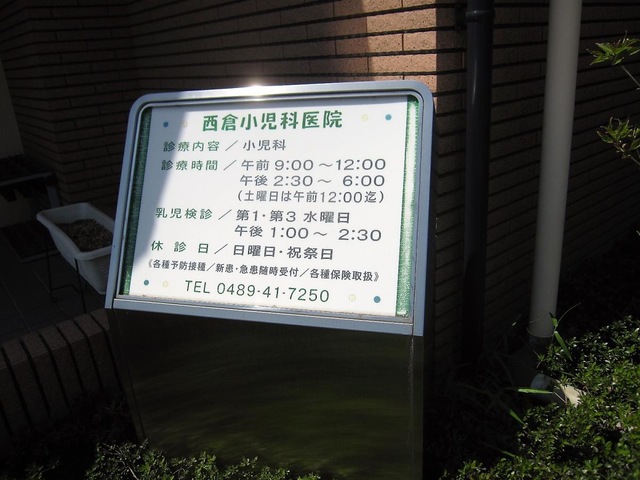 西倉小児科医院
診療内容／小児科
診療時間／午前 9:00～12:00
午後 2:30～ 6:00
（土曜日は午前12:00迄）
乳児検診／第1・第3 水曜日
午後 1:00～ 2:30
休診日／日曜日・祝祭日
《各種予防接種／新患・急患随時受付／各種保険取扱》
TEL 0489-41-7250